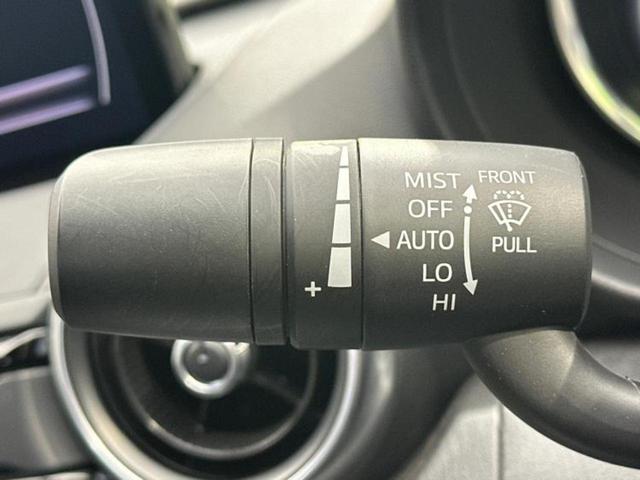 MIST FRONT
OFF
AUTO
PULL
LO
HI
+